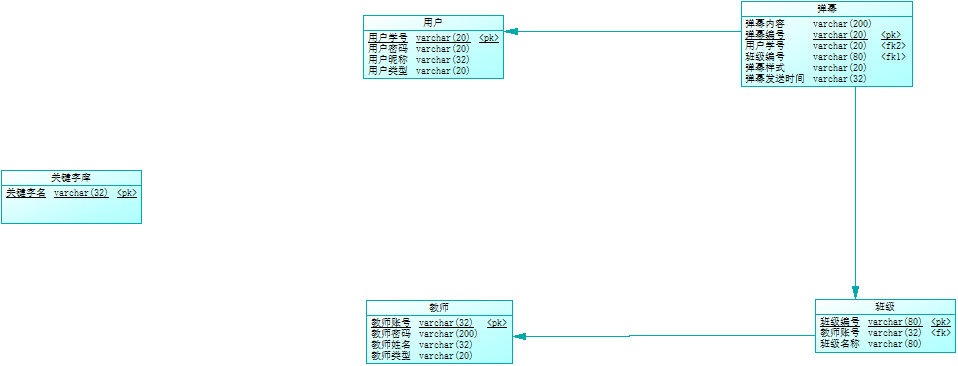 用户
用户学号 varchar(20) <pk>
用户密码 varchar(20)
用户昵称 varchar(32)
用户类型 varchar(20)
弹幕
弹幕内容 varchar(200)
弹幕编号 varchar(20) <pk>
用户学号 varchar(20) <fk2>
班级编号 varchar(80) <fk1>
弹幕样式 varchar(20)
弹幕发送时间 varchar(32)
关键字库
关键字名 varchar(32) <pk>
教师
教师账号 varchar(32) <pk>
教师密码 varchar(200)
教师姓名 varchar(32)
教师类型 varchar(20)
班级
班级编号 varchar(80) <pk>
教师账号 varchar(32) <fk>
班级名称 varchar(80)